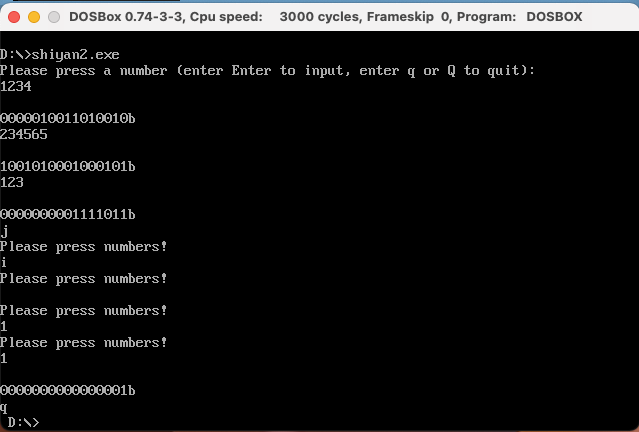 DOSBox 0.74-3-3, Cpu speed:    3000 cycles, Frameskip  0, Program:   DOSBOX
D:\>shiyan2.exe
Please press a number (enter Enter to input, enter q or Q to quit):
1234
0000010011010010b
234565
1001010001000101b
123
0000000001111011b
j
Please press numbers!
i
Please press numbers!
Please press numbers!
1
Please press numbers!
1
0000000000000001b
q
D:\>